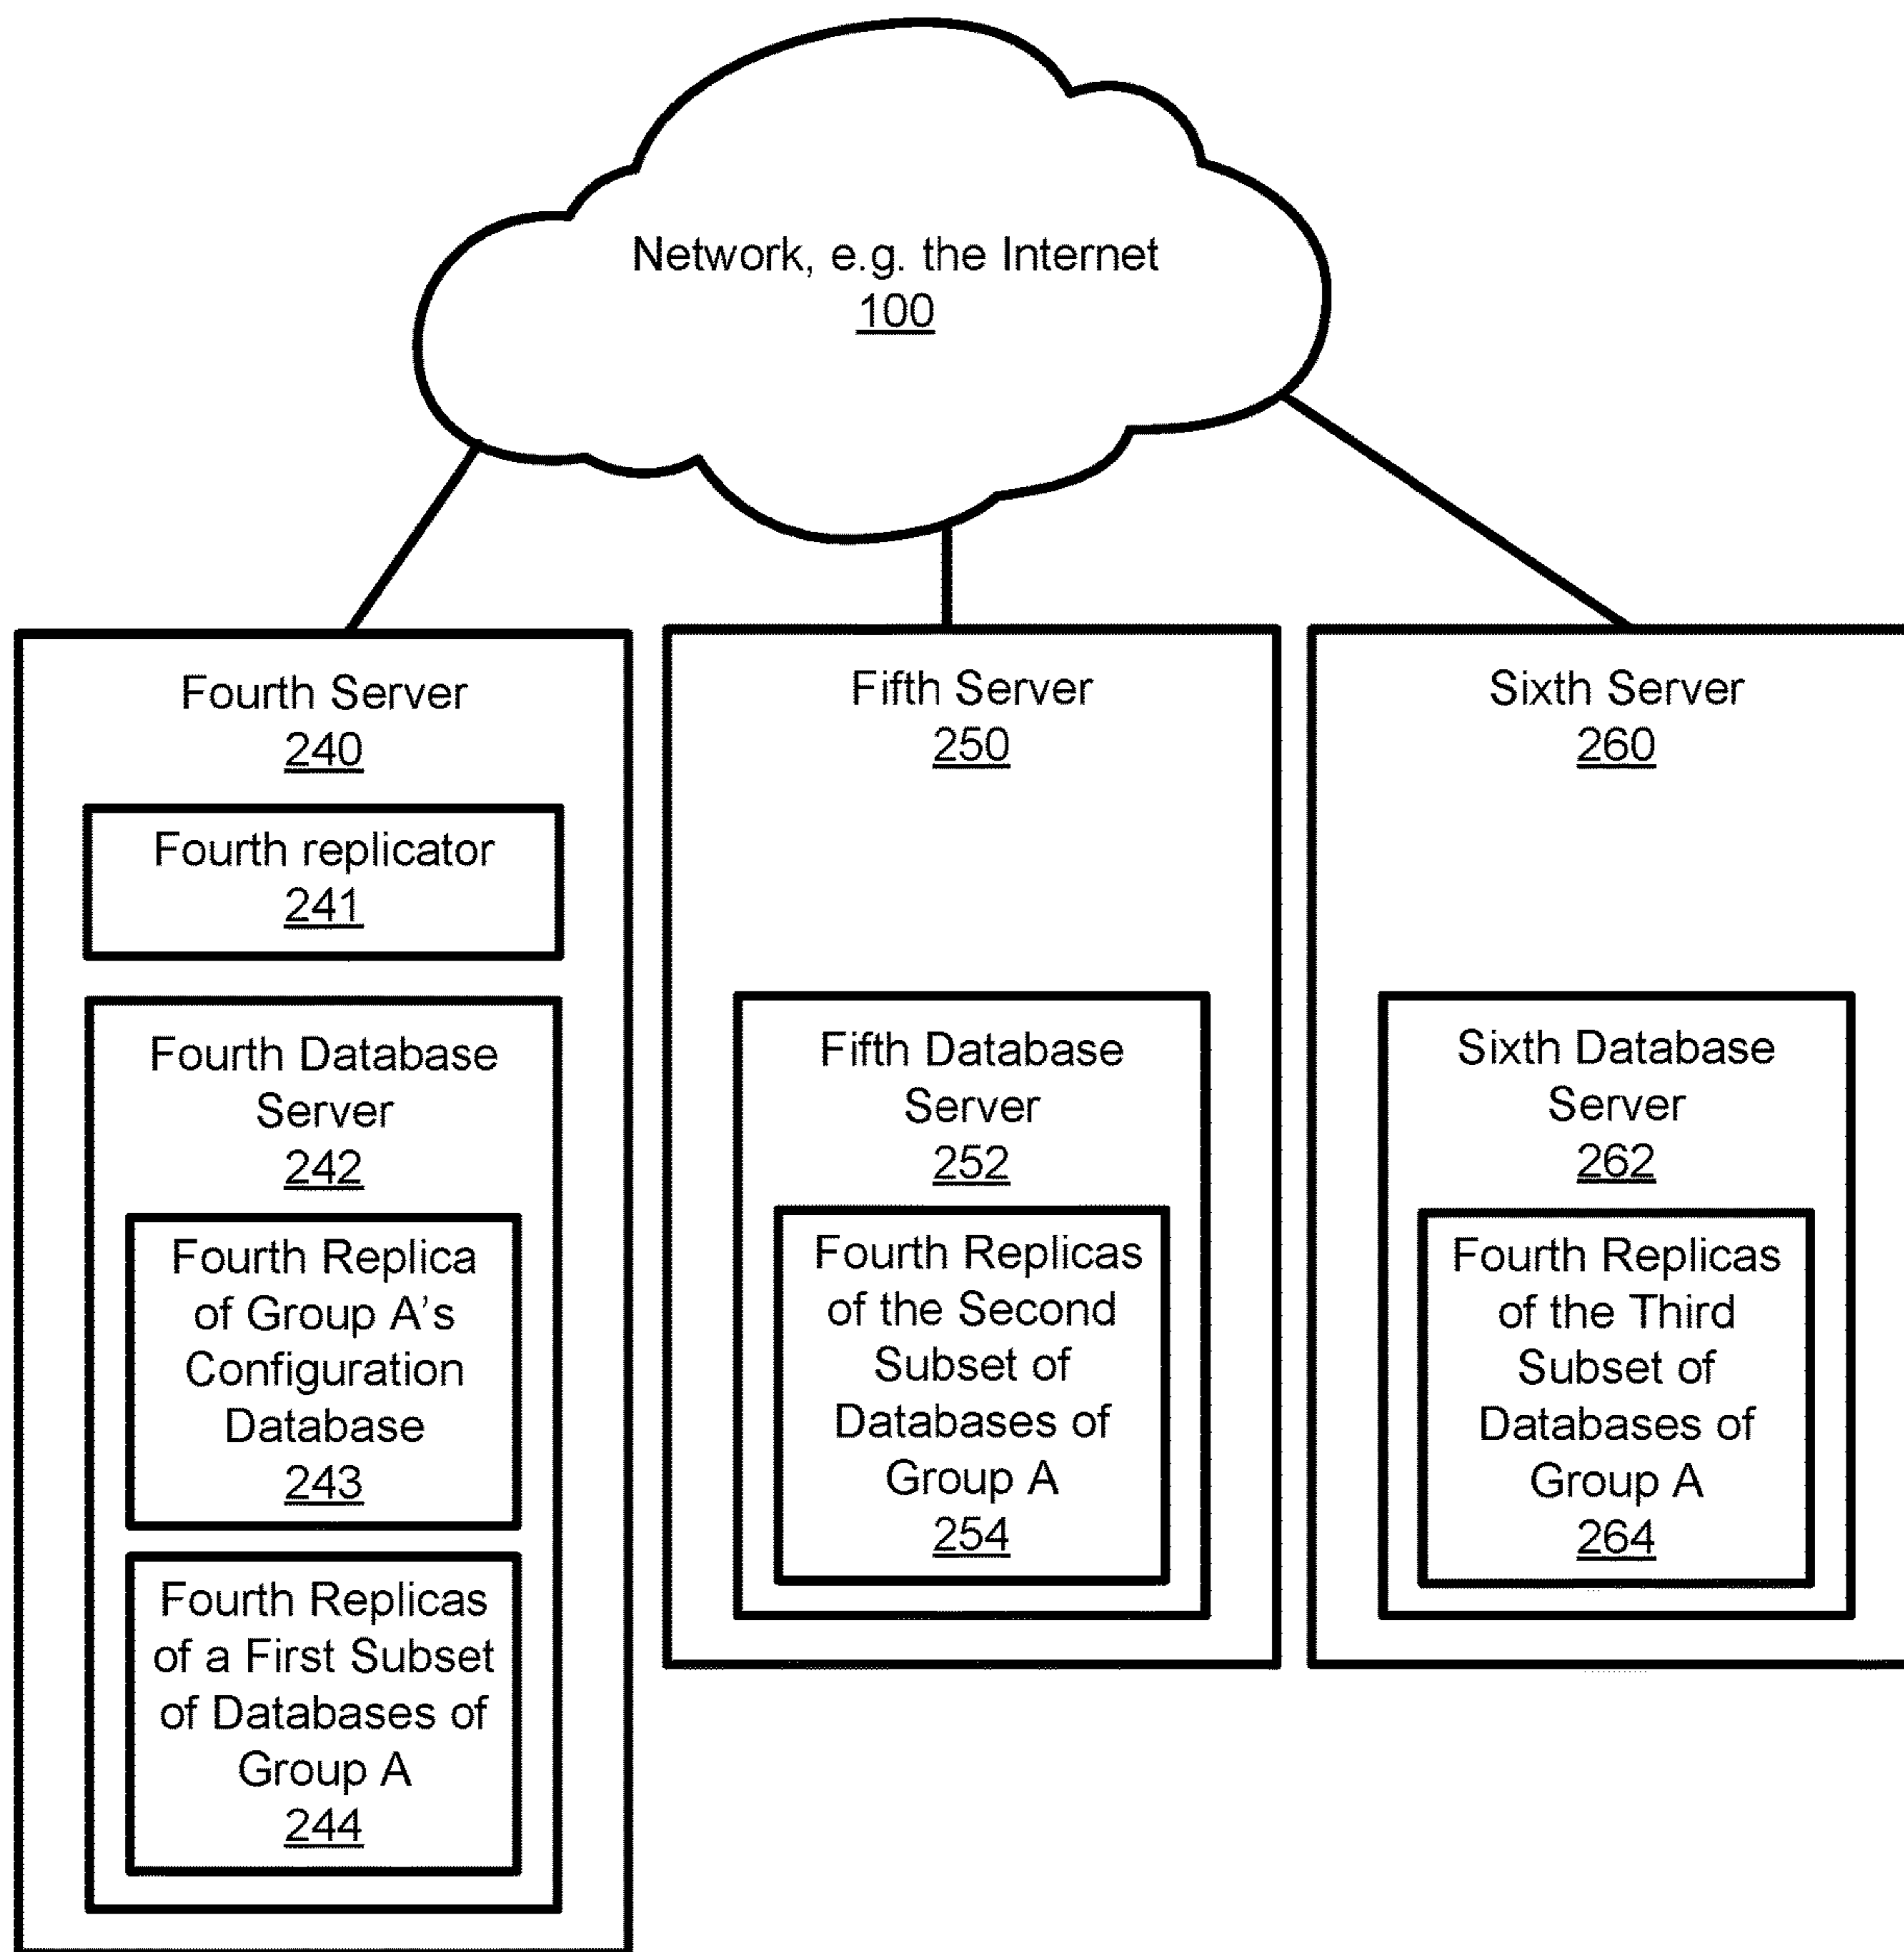 Network, e.g. the Internet
100
Fourth Server
240
Fourth replicator
241
Fourth Database
Server
242
Fourth Replica
of Group A's
Configuration
Database
243
Fourth Replicas
of a First Subset
of Databases of
Group A
244
Fifth Server
250
Fifth Database
Server
252
Fourth Replicas
of the Second
Subset of
Databases of
Group A
254
Sixth Server
260
Sixth Database
Server
262
Fourth Replicas
of the Third
Subset of
Databases of
Group A
264